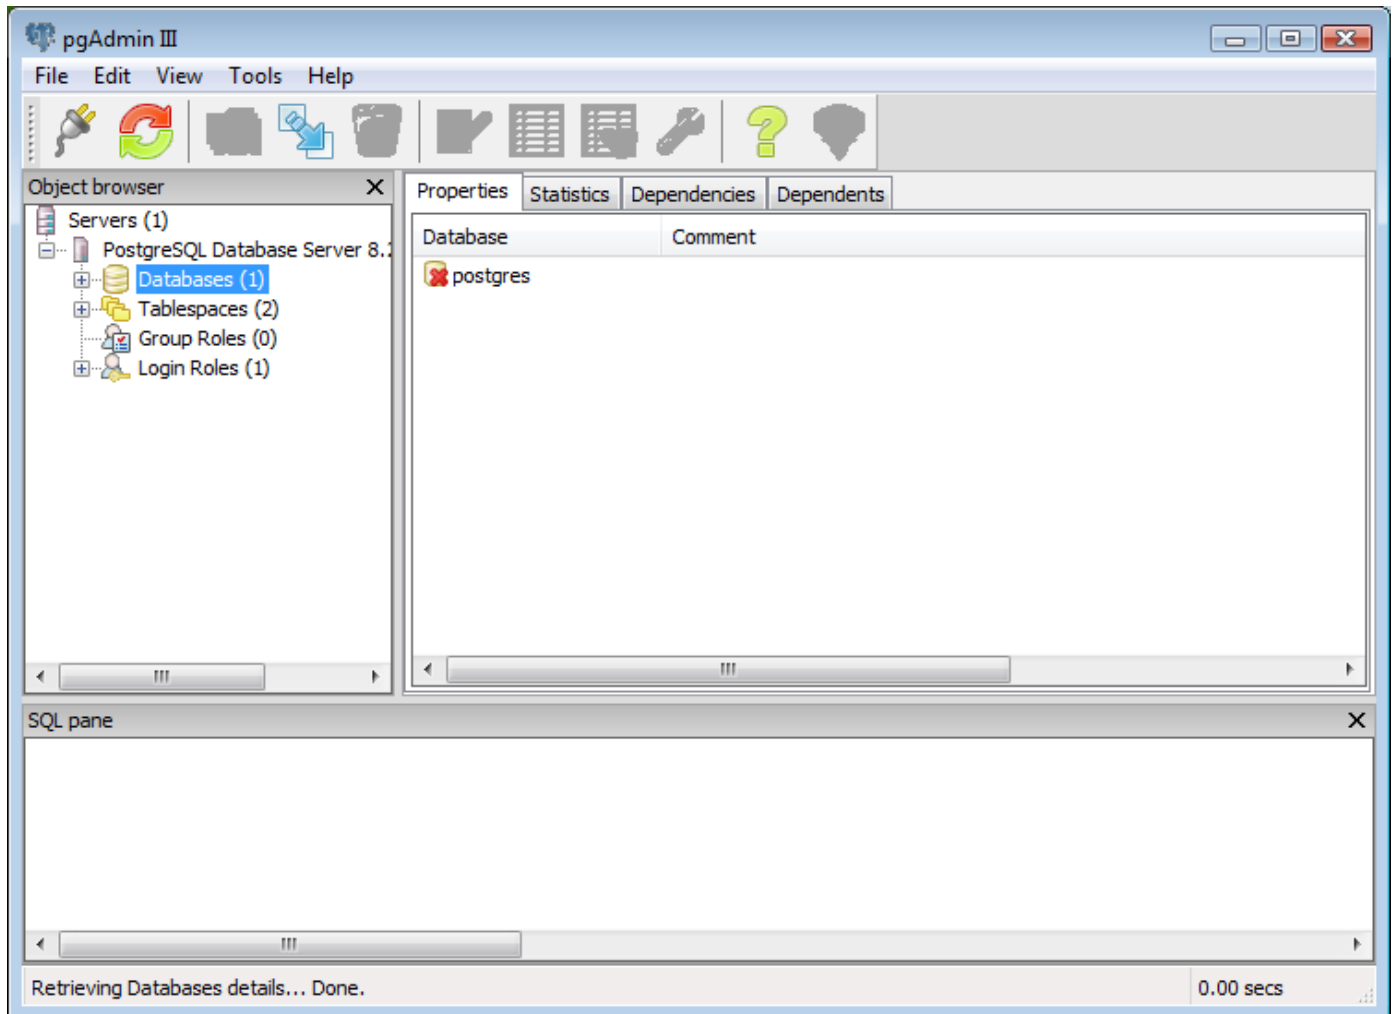 pgAdmin III
File Edit View Tools Help
Object browser
Servers (1)
PostgreSQL Database Server 8.
Databases (1)
Tablespaces (2)
Group Roles (0)
Login Roles (1)
Properties Statistics Dependencies Dependents
Database Comment
postgres
SQL pane
Retrieving Databases details... Done. 0.00 secs